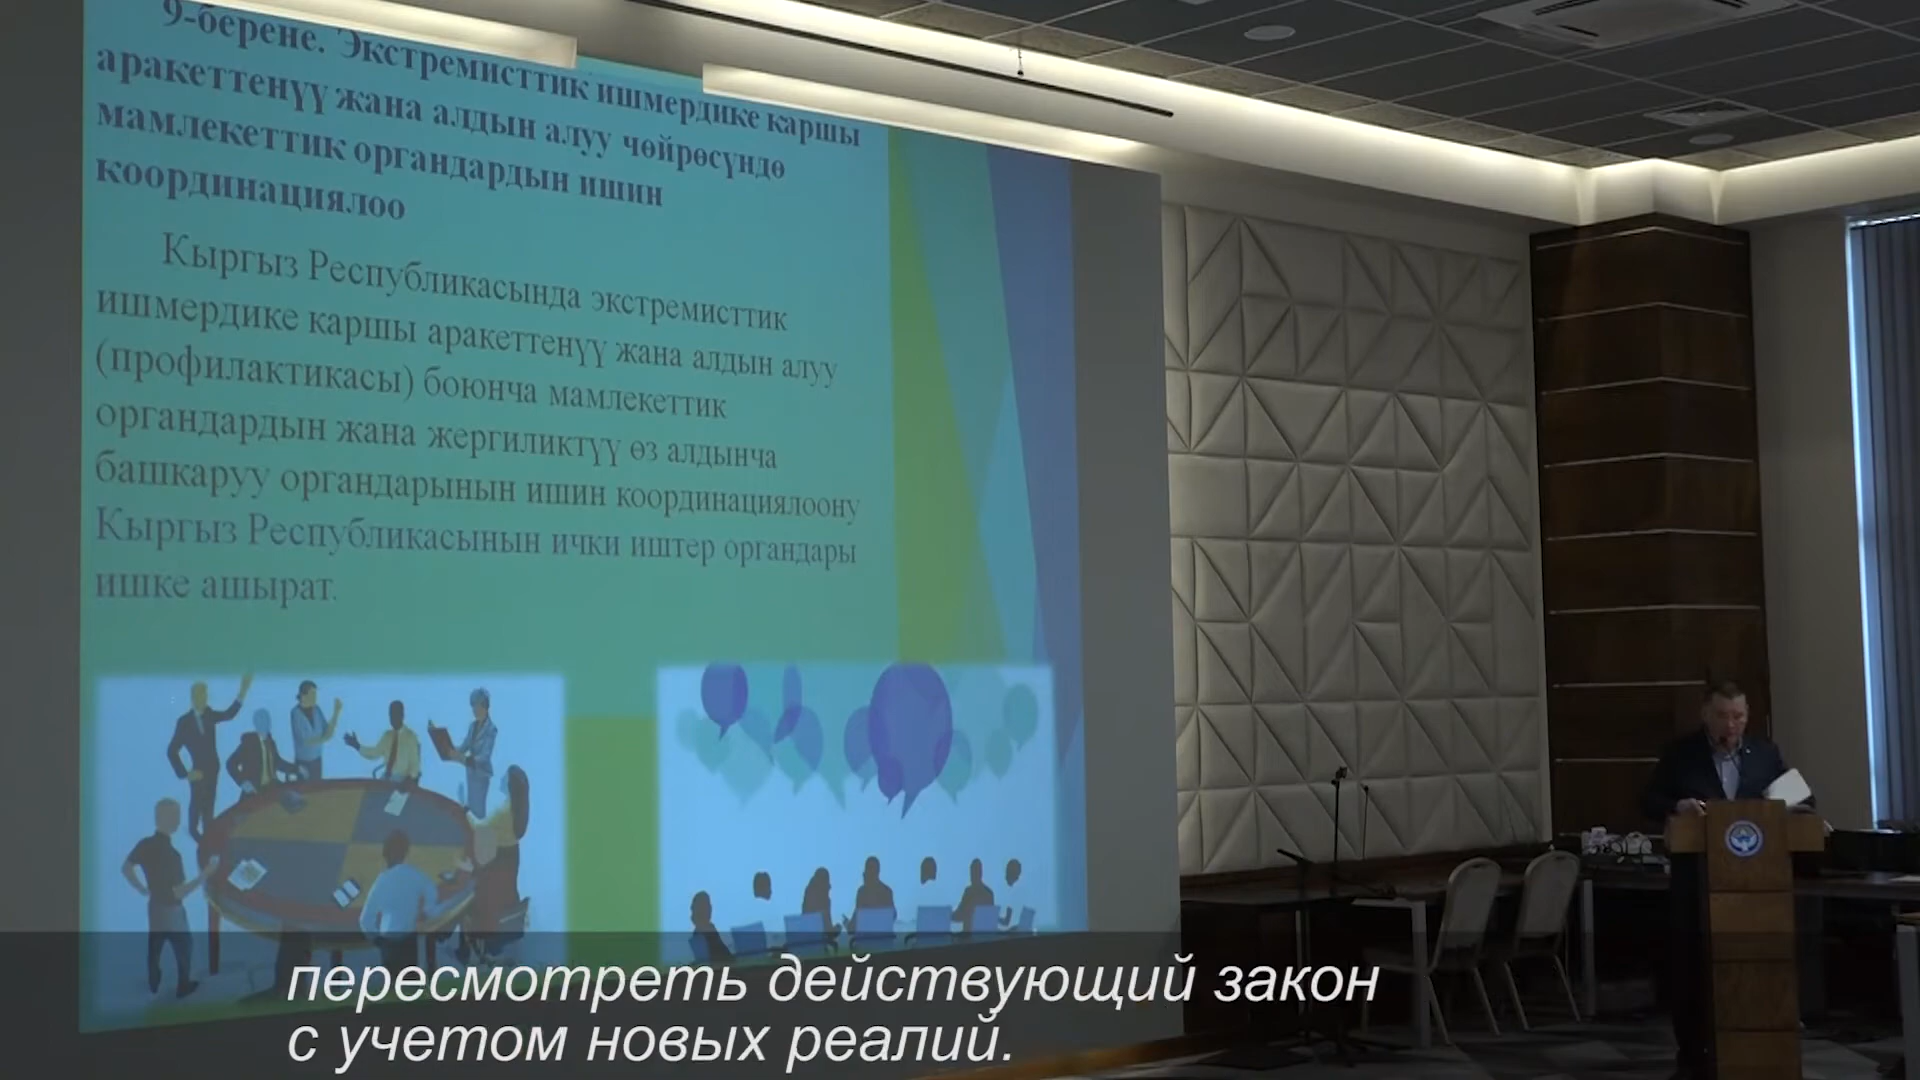 9-берене. Экстремисттик ишмердике каршы
аракеттенүү жана алдын алуу чөйрөсүндө
мамлекеттик органдардын ишин
координациялоо
Кыргыз Республикасында экстремисттик
ишмердике каршы аракеттенүү жана алдын алуу
(профилактикасы) боюнча мамлекеттик
органдардын жана жергиликтүү өз алдынча
башкаруу органдарынын ишин координациялоону
Кыргыз Республикасынын ички иштер органдары
ишке ашырат.
пересмотреть действующий закон
с учетом новых реалий.